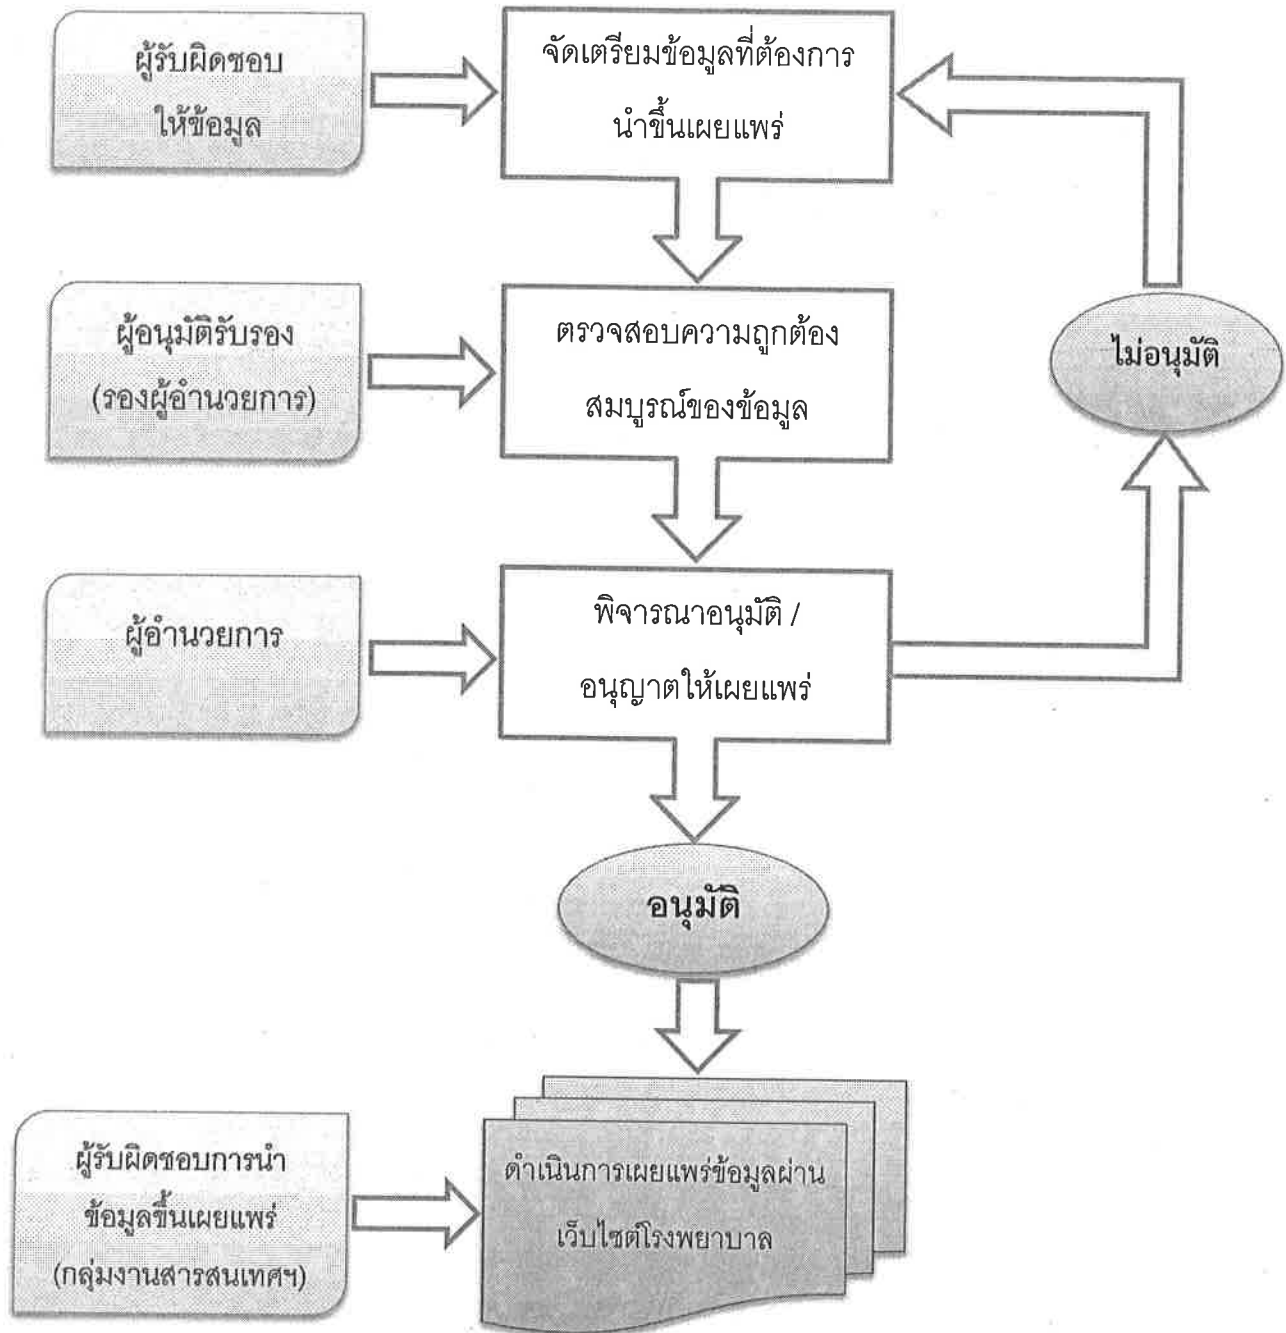 ผู้รับผิดชอบ
ให้ข้อมูล
จัดเตรียมข้อมูลที่ต้องการ
นำขึ้นเผยแพร่
ผู้อนุมัติรับรอง
(รองผู้อำนวยการ)
ตรวจสอบความถูกต้อง
สมบูรณ์ของข้อมูล
ไม่อนุมัติ
ผู้อำนวยการ
พิจารณาอนุมัติ /
อนุญาตให้เผยแพร่
อนุมัติ
ผู้รับผิดชอบการนำ
ข้อมูลขึ้นเผยแพร่
(กลุ่มงานสารสนเทศฯ)
ดำเนินการเผยแพร่ข้อมูลผ่าน
เว็บไซต์โรงพยาบาล